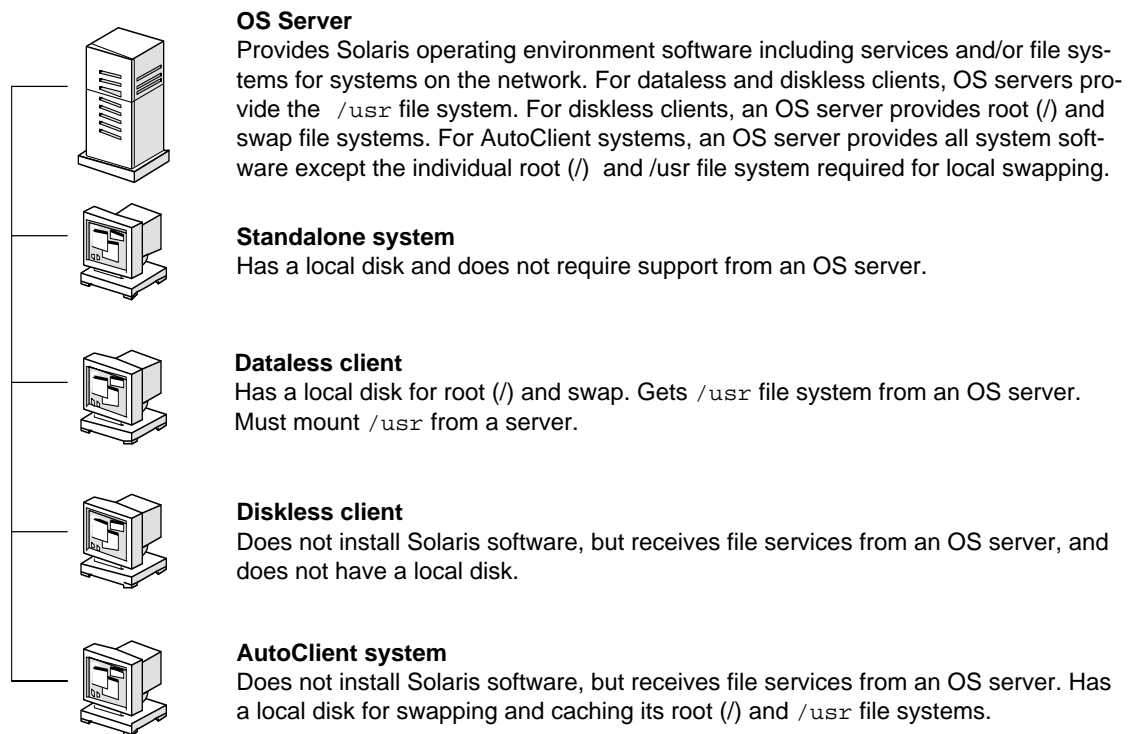 OS Server
Provides Solaris operating environment software including services and/or file sys-
tems for systems on the network. For dataless and diskless clients, OS servers pro-
vide the /usr file system. For diskless clients, an OS server provides root (/) and
swap file systems. For AutoClient systems, an OS server provides all system soft-
ware except the individual root (/) and /usr file system required for local swapping.
Standalone system
Has a local disk and does not require support from an OS server.
Dataless client
Has a local disk for root (/) and swap. Gets /usr file system from an OS server.
Must mount /usr from a server.
Diskless client
Does not install Solaris software, but receives file services from an OS server, and
does not have a local disk.
AutoClient system
Does not install Solaris software, but receives file services from an OS server. Has
a local disk for swapping and caching its root (/) and /usr file systems.